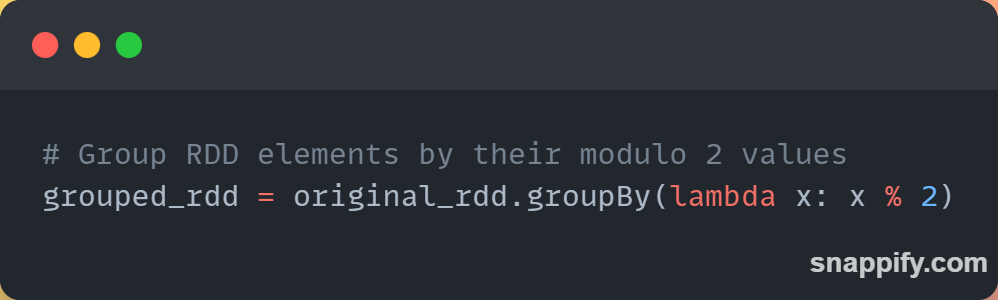 # Group RDD elements by their modulo 2 values
grouped_rdd = original_rdd.groupBy(lambda x: x % 2)
snappify.com